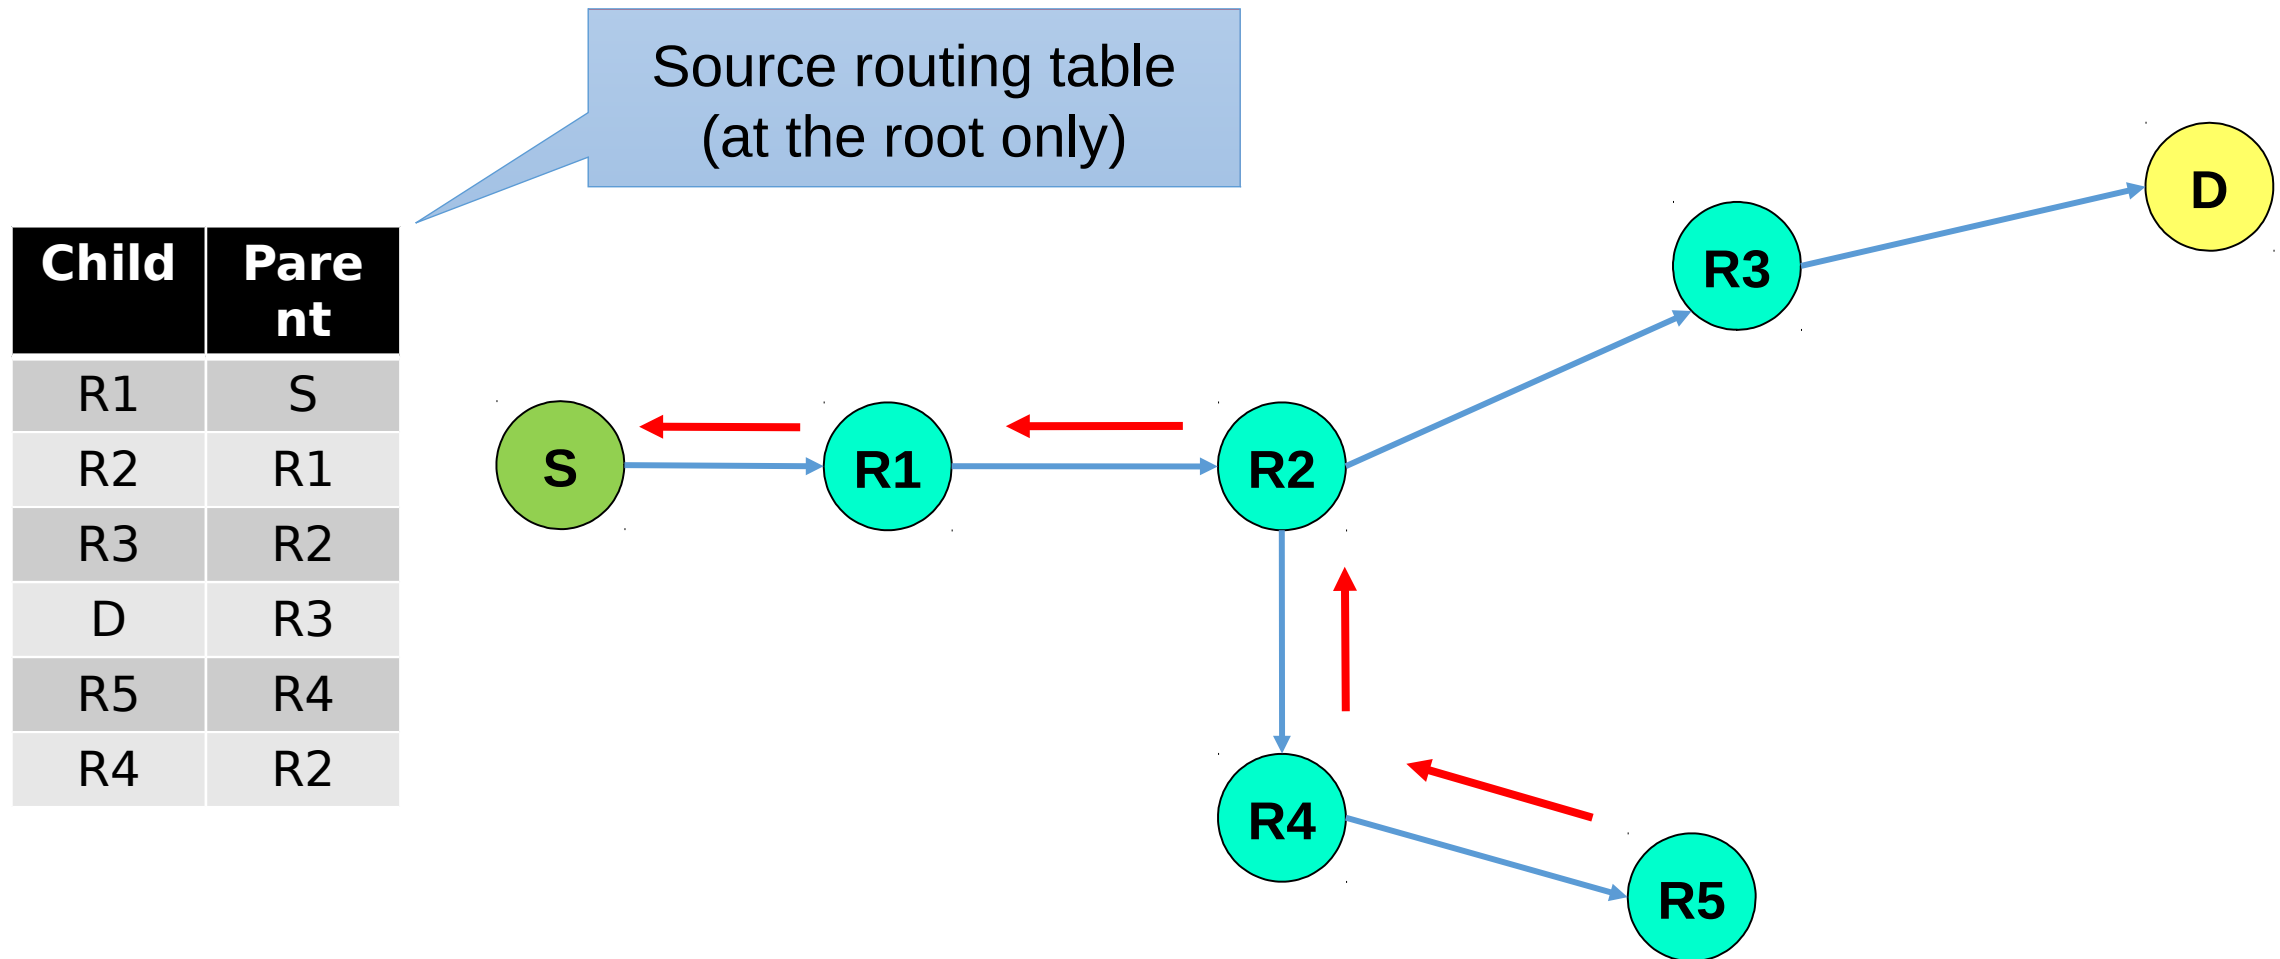 Source routing table
(at the root only)
Child Pare
nt
R1 S
R2 R1
R3 R2
D R3
R5 R4
R4 R2
S
R1
R2
R3
D
R4
R5